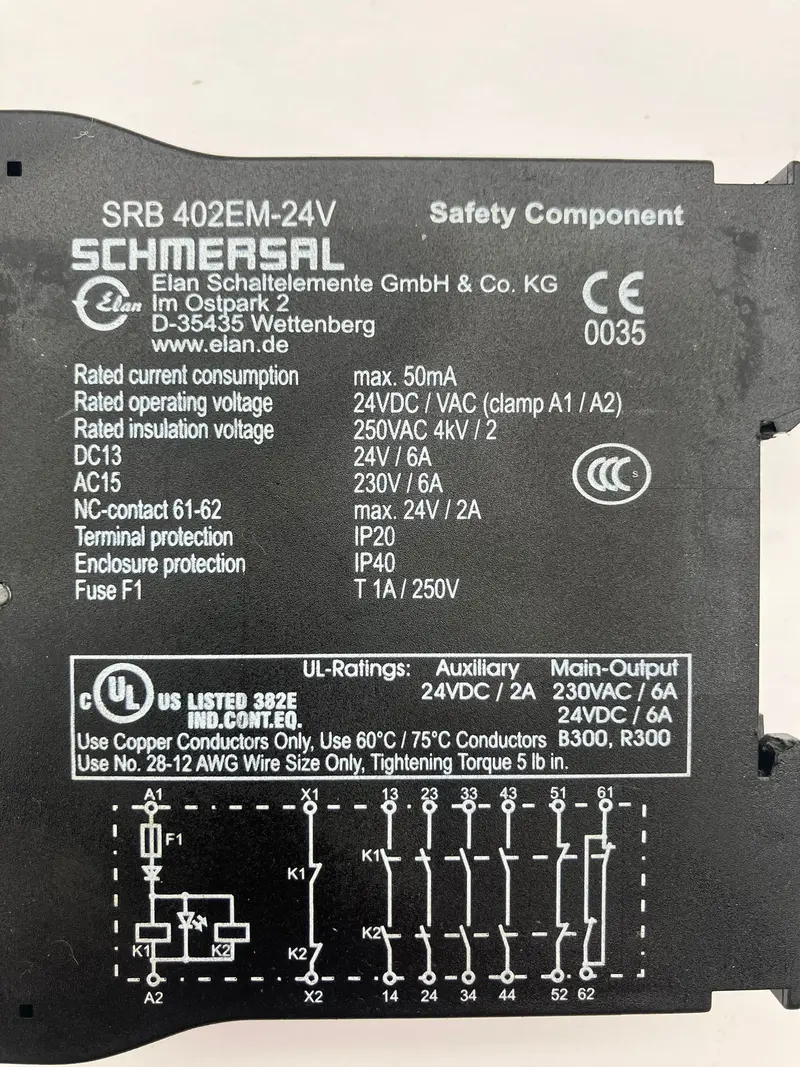 SRB 402EM-24V Safety Component
SCHMERSAL
Elan Schaltelemente GmbH & Co. KG
Elan Im Ostpark 2
D-35435 Wettenberg
www.elan.de
CE
0035
Rated current consumption max. 50mA
Rated operating voltage 24VDC / VAC (clamp A1 / A2)
Rated insulation voltage 250VAC 4kV / 2
DC13 24V / 6A
AC15 230V / 6A
CCC S
NC-contact 61-62 max. 24V / 2A
Terminal protection IP20
Enclosure protection IP40
Fuse F1 T 1A / 250V
UL-Ratings: Auxiliary Main-Output
C UL US LISTED 382E 24VDC / 2A 230VAC / 6A
IND.CONT.EQ. 24VDC / 6A
Use Copper Conductors Only, Use 60°C / 75°C Conductors B300, R300
Use No. 28-12 AWG Wire Size Only, Tightening Torque 5 lb in.
A1 X1 13 23 33 43 51 61
F1
K1
K1
K1 K2 K2 K2
A2 X2 14 24 34 44 52 62